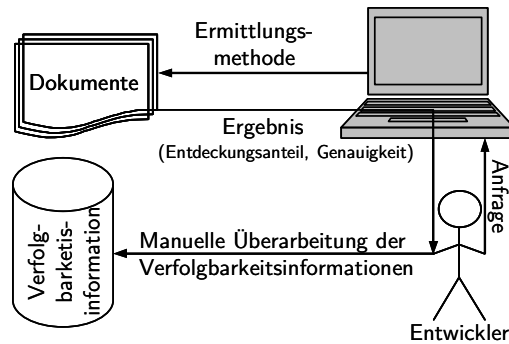 Ermittlungs-
methode
Dokumente
Ergebnis
(Entdeckungsanteil, Genauigkeit)
Anfrage
Verfolg-
barketis-
information
Manuelle Überarbeitung der
Verfolgbarkeitsinformationen
Entwickler